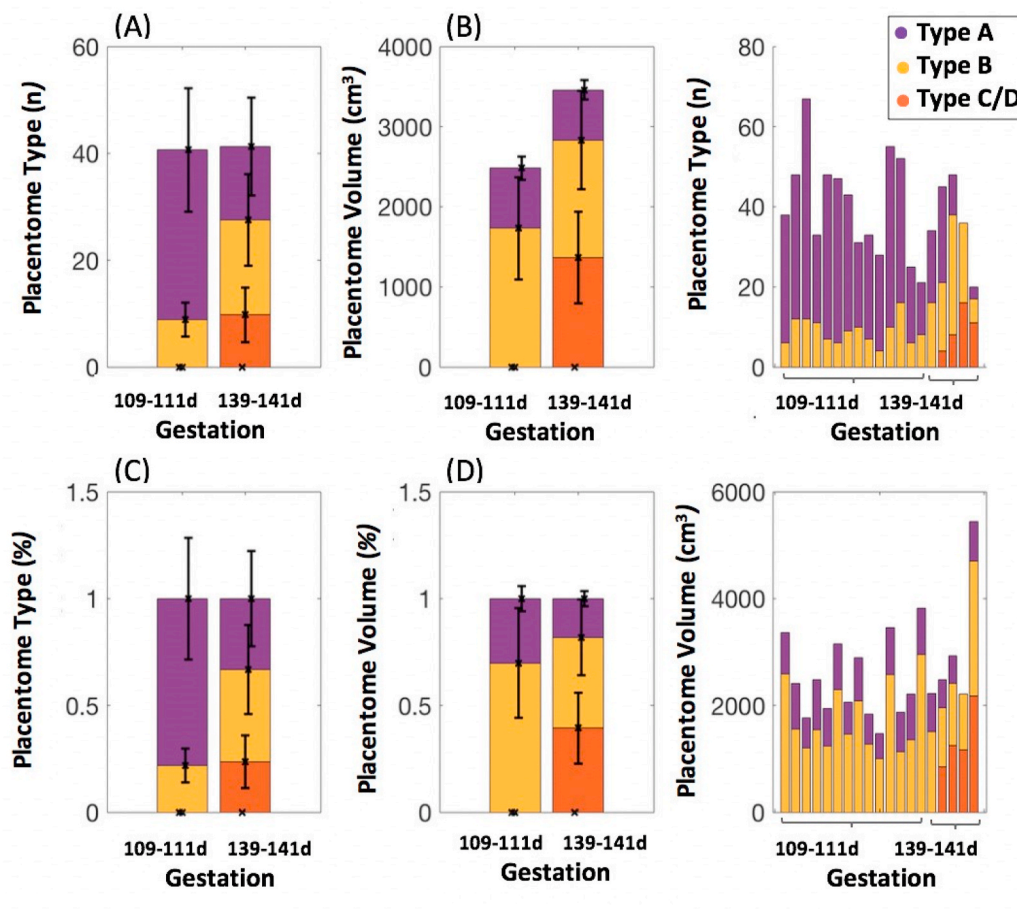 (A)
Placentome Type (n)
60
40
20
0
109-111d 139-141d
Gestation
(B)
Placentome Volume (cm³)
4000
3000
2000
1000
0
109-111d 139-141d
Gestation
Type A
Type B
Type C/D
Placentome Type (n)
80
60
40
20
0
109-111d 139-141d
Gestation
(C)
Placentome Type (%)
1.5
1
0.5
0
109-111d 139-141d
Gestation
(D)
Placentome Volume (%)
1.5
1
0.5
0
109-111d 139-141d
Gestation
Placentome Volume (cm³)
6000
4000
2000
0
109-111d 139-141d
Gestation